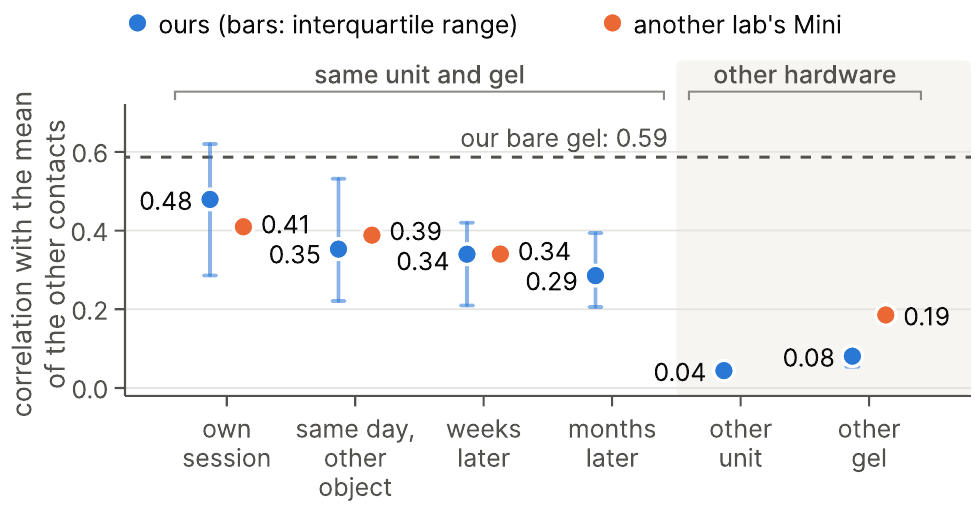 ours (bars: interquartile range)
another lab's Mini
same unit and gel
other hardware
our bare gel: 0.59
correlation with the mean
of the other contacts
0.6
0.4
0.2
0.0
0.48
0.41
0.35
0.39
0.34
0.34
0.29
0.04
0.08
0.19
own
session
same day,
other
object
weeks
later
months
later
other
unit
other
gel